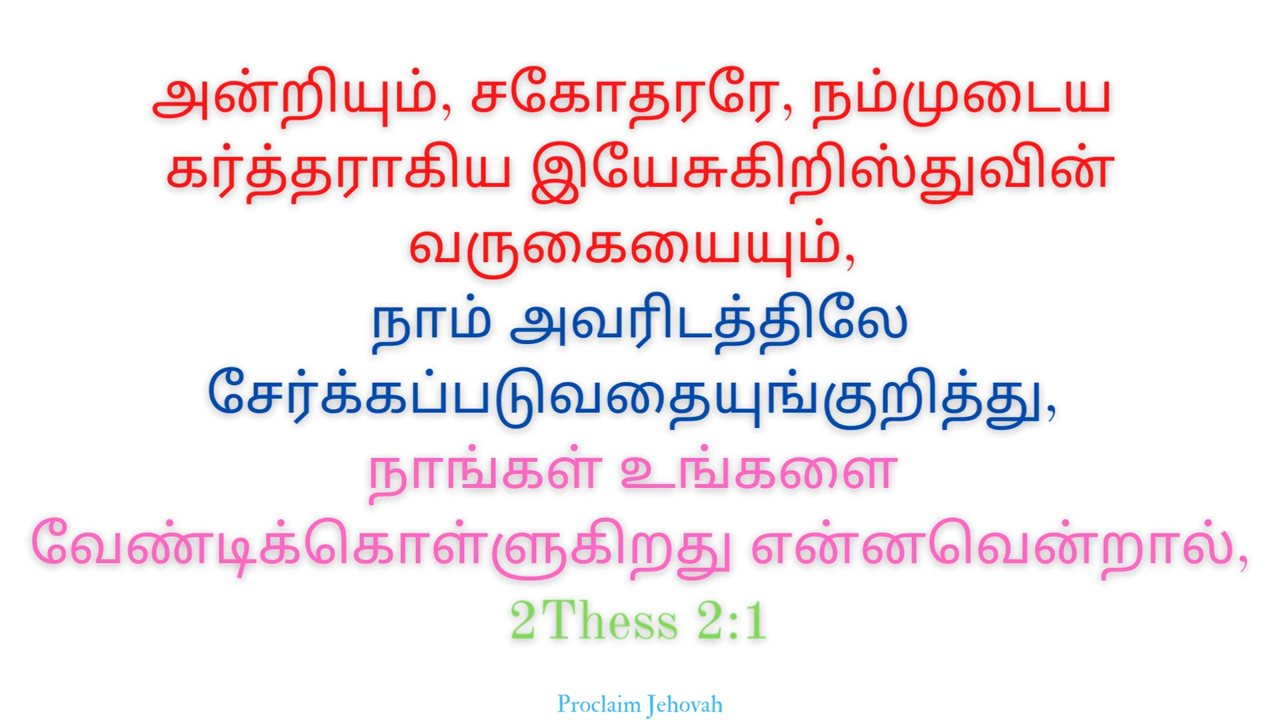 அன்றியும், சகோதரரே, நம்முடைய
கர்த்தராகிய இயேசுகிறிஸ்துவின்
வருகையையும்,
நாம் அவரிடத்திலே
சேர்க்கப்படுவதையுங்குறித்து,
நாங்கள் உங்களை
வேண்டிக்கொள்ளுகிறது என்னவென்றால்,
2Thess 2:1
Proclaim Jehovah